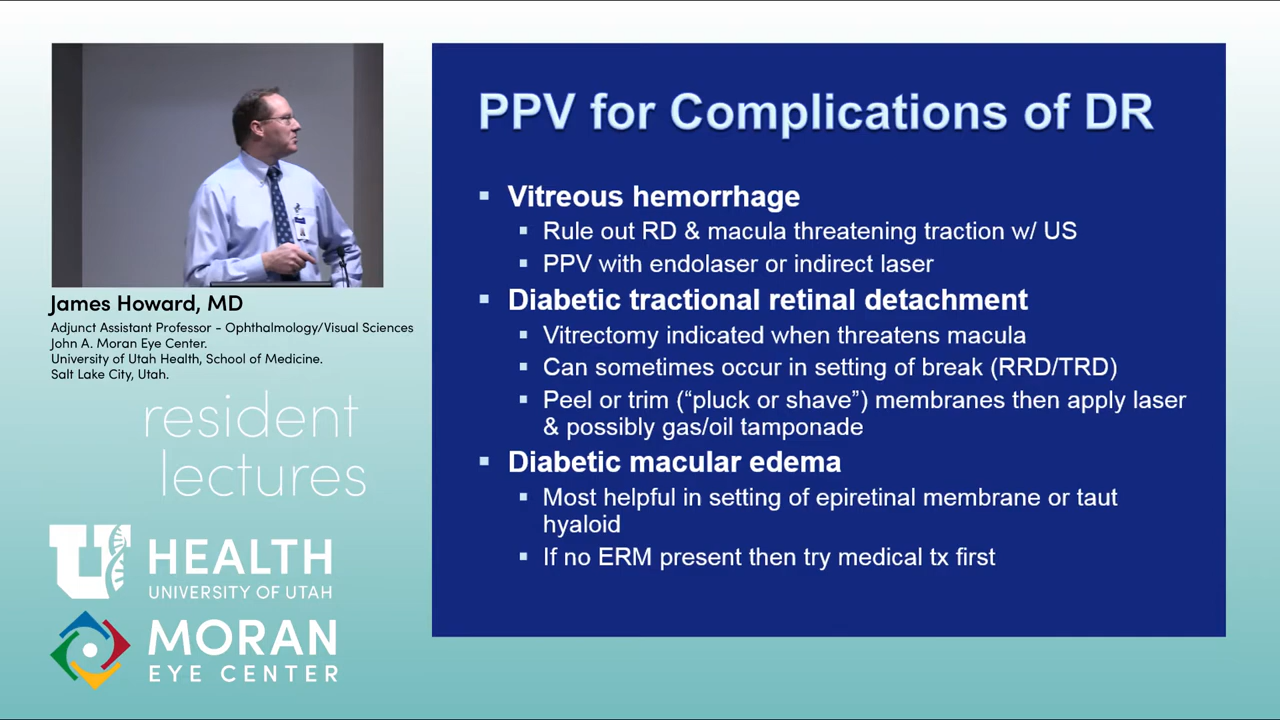 PPV for Complications of DR
▪ Vitreous hemorrhage
▪ Rule out RD & macula threatening traction w/ US
▪ PPV with endolaser or indirect laser
▪ Diabetic tractional retinal detachment
▪ Vitrectomy indicated when threatens macula
▪ Can sometimes occur in setting of break (RRD/TRD)
▪ Peel or trim (“pluck or shave”) membranes then apply laser
& possibly gas/oil tamponade
▪ Diabetic macular edema
▪ Most helpful in setting of epiretinal membrane or taut
hyaloid
▪ If no ERM present then try medical tx first
James Howard, MD
Adjunct Assistant Professor - Ophthalmology/Visual Sciences
John A. Moran Eye Center.
University of Utah Health, School of Medicine.
Salt Lake City, Utah.
resident
lectures
U HEALTH
UNIVERSITY OF UTAH
MORAN
EYE CENTER